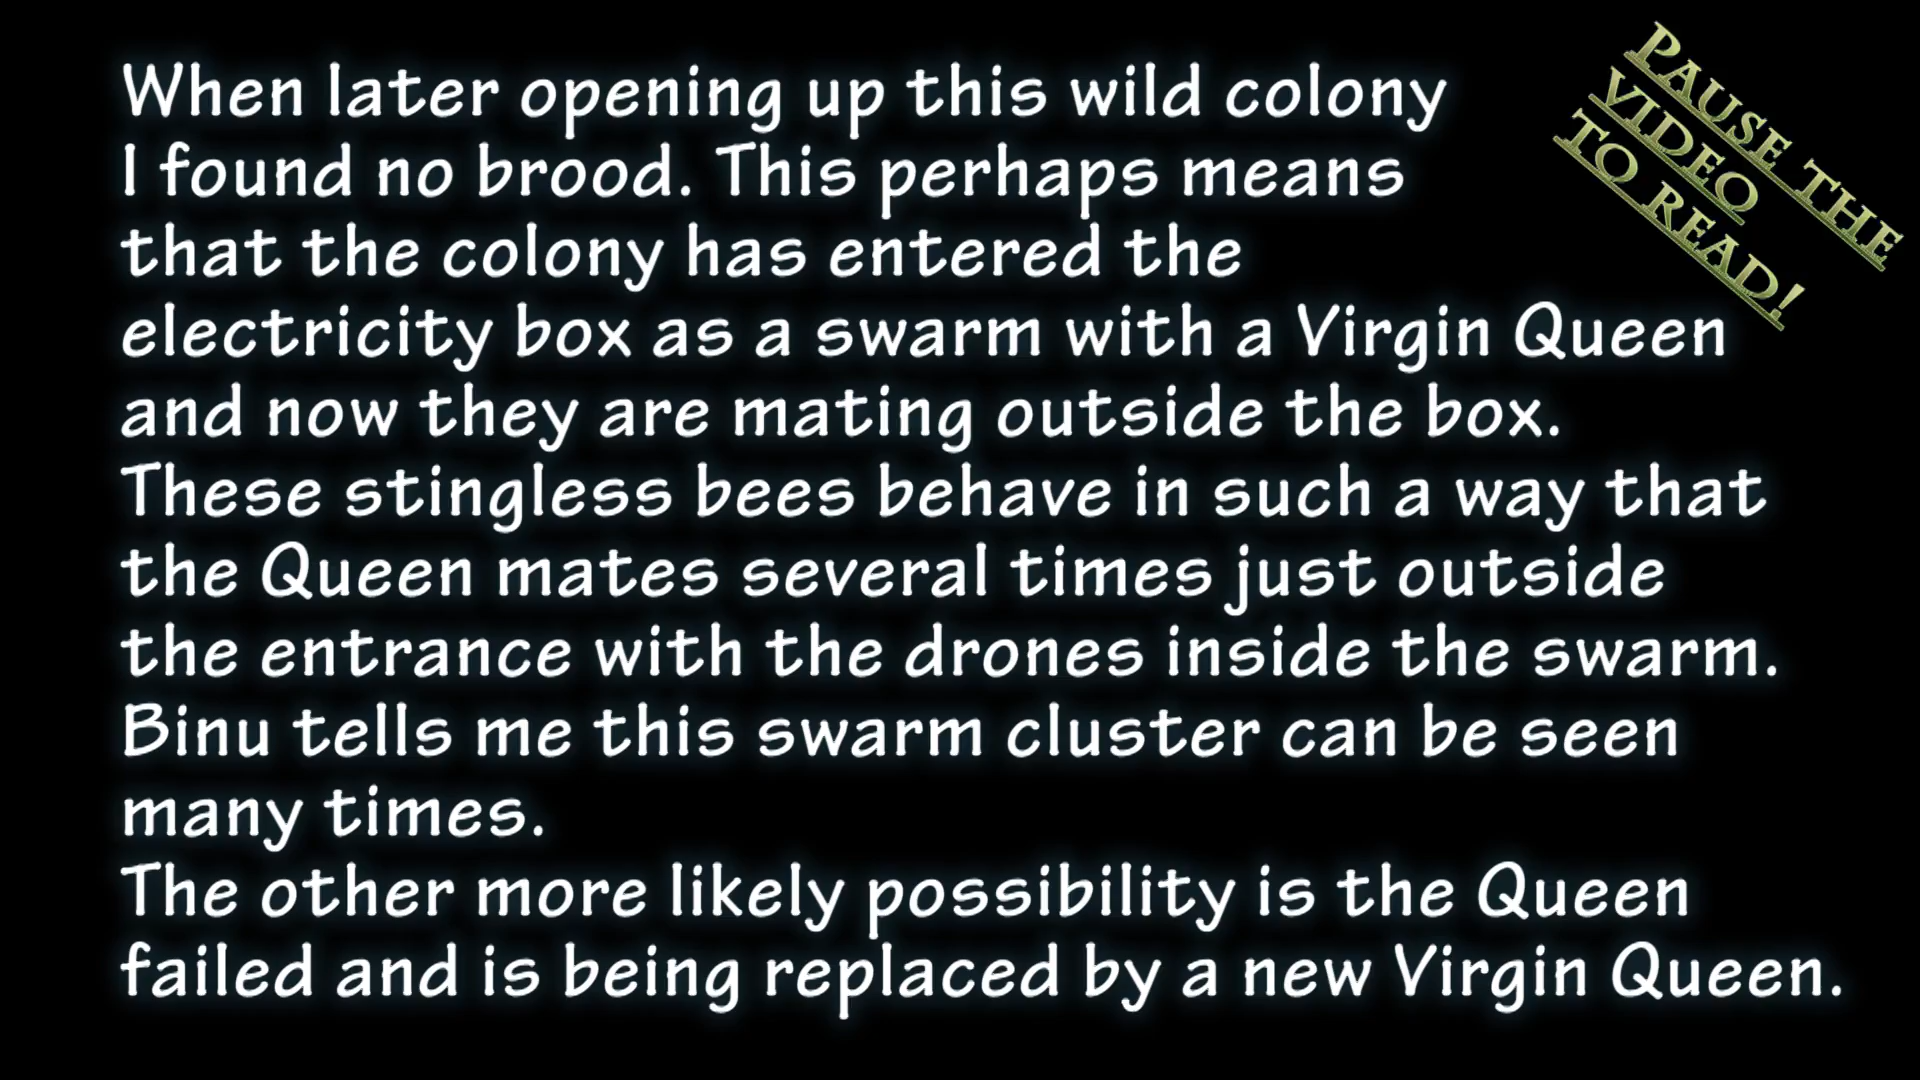 When later opening up this wild colony
I found no brood. This perhaps means
that the colony has entered the
electricity box as a swarm with a Virgin Queen
and now they are mating outside the box.
These stingless bees behave in such a way that
the Queen mates several times just outside
the entrance with the drones inside the swarm.
Binu tells me this swarm cluster can be seen
many times.
The other more likely possibility is the Queen
failed and is being replaced by a new Virgin Queen.
PAUSE THE
VIDEO
TO READ!